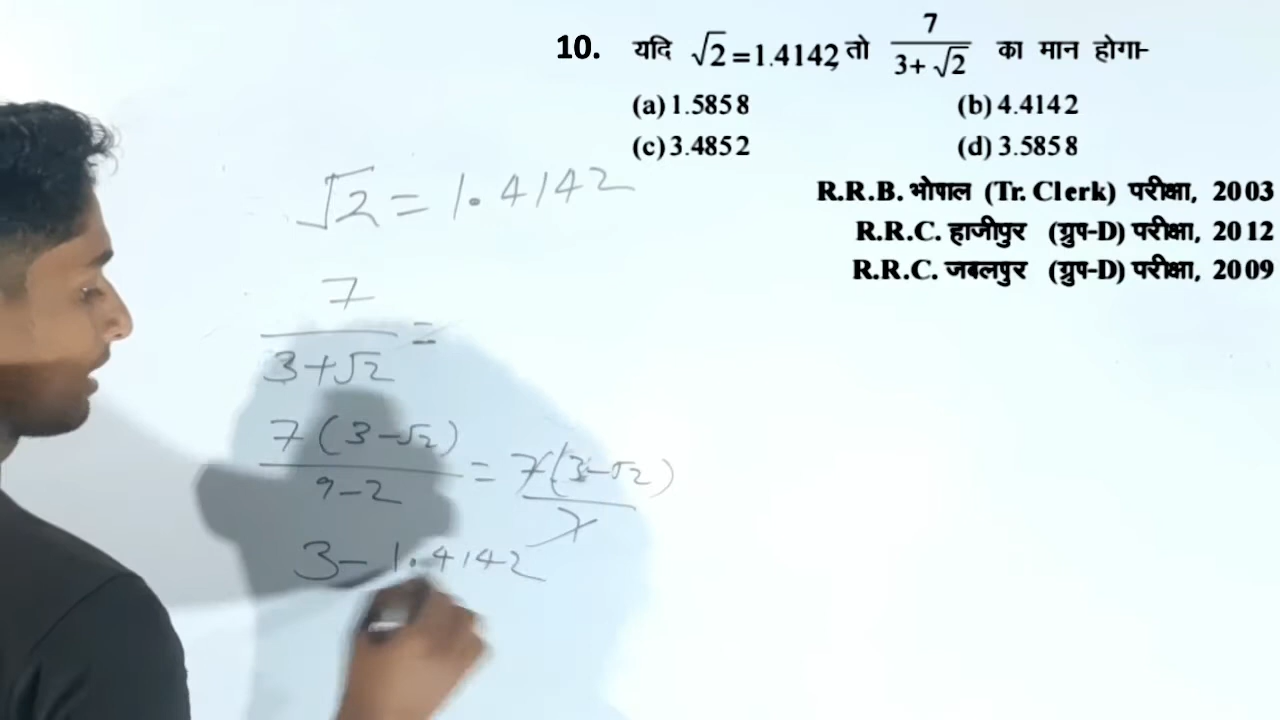 10. यदि √2=1.4142, तो 7/(3+√2) का मान होगा-
(a) 1.5858 (b) 4.4142
(c) 3.4852 (d) 3.5858
R.R.B. भोपाल (Tr. Clerk) परीक्षा, 2003
R.R.C. हाजीपुर (ग्रुप-D) परीक्षा, 2012
R.R.C. जबलपुर (ग्रुप-D) परीक्षा, 2009
√2 = 1.4142
7/(3+√2) =
7(3-√2)/(9-2) = 7(3-√2)/7
3-1.4142